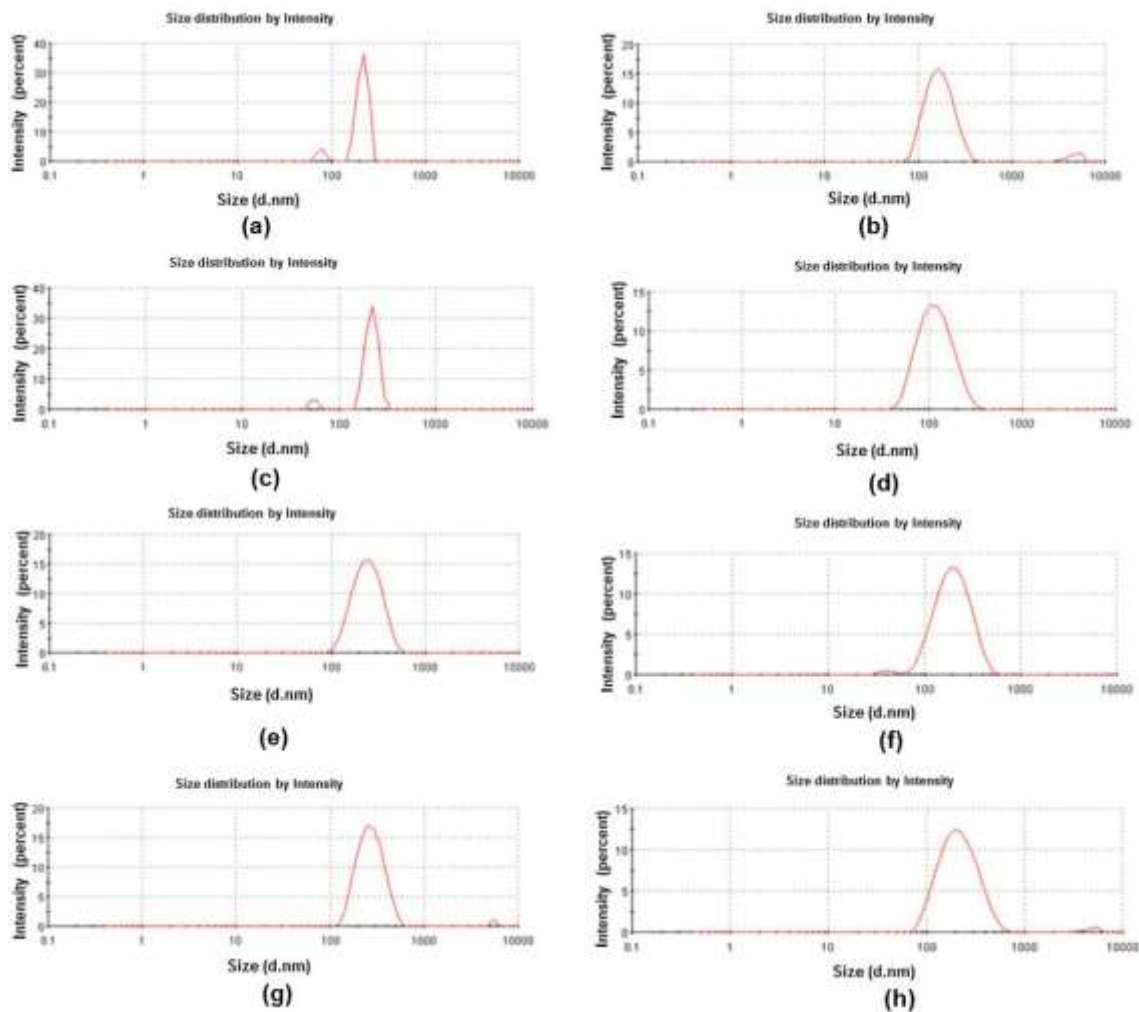 Size distribution by Intensity
Intensity (percent)
40
30
20
10
0
0.1 1 10 100 1000 10000
Size (d.nm)
(a)
Size distribution by Intensity
Intensity (percent)
20
15
10
5
0
0.1 1 10 100 1000 10000
Size (d.nm)
(b)
Size distribution by Intensity
Intensity (percent)
40
30
20
10
0
0.1 1 10 100 1000 10000
Size (d.nm)
(c)
Size distribution by Intensity
Intensity (percent)
15
10
5
0
0.1 1 10 100 1000 10000
Size (d.nm)
(d)
Size distribution by Intensity
Intensity (percent)
20
15
10
5
0
0.1 1 10 100 1000 10000
Size (d.nm)
(e)
Size distribution by Intensity
Intensity (percent)
15
10
5
0
0.1 1 10 100 1000 10000
Size (d.nm)
(f)
Size distribution by Intensity
Intensity (percent)
20
15
10
5
0
0.1 1 10 100 1000 10000
Size (d.nm)
(g)
Size distribution by Intensity
Intensity (percent)
15
10
5
0
0.1 1 10 100 1000 10000
Size (d.nm)
(h)